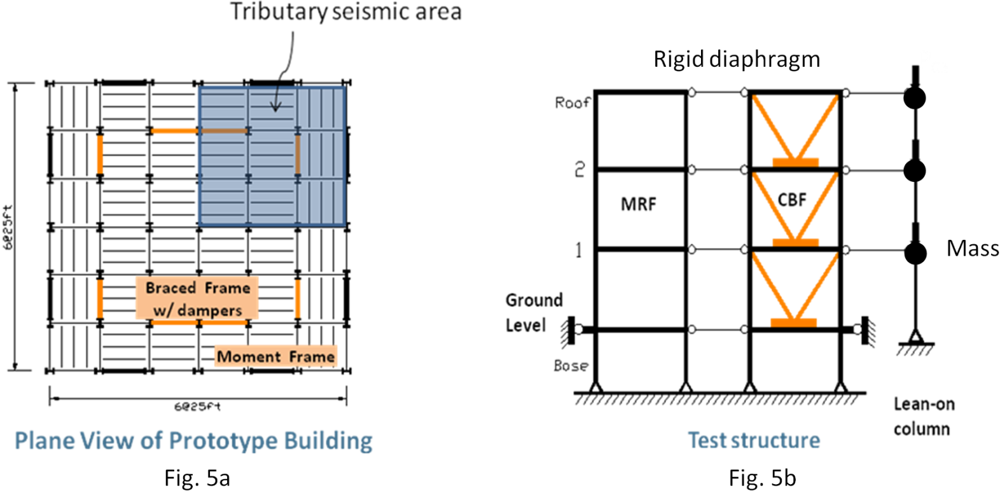 Tributary seismic area
6@25ft
Braced Frame
w/ dampers
Moment Frame
6@25ft
Plane View of Prototype Building
Fig. 5a
Rigid diaphragm
Roof
2
MRF
CBF
1
Mass
Ground
Level
Bose
Lean-on
column
Test structure
Fig. 5b